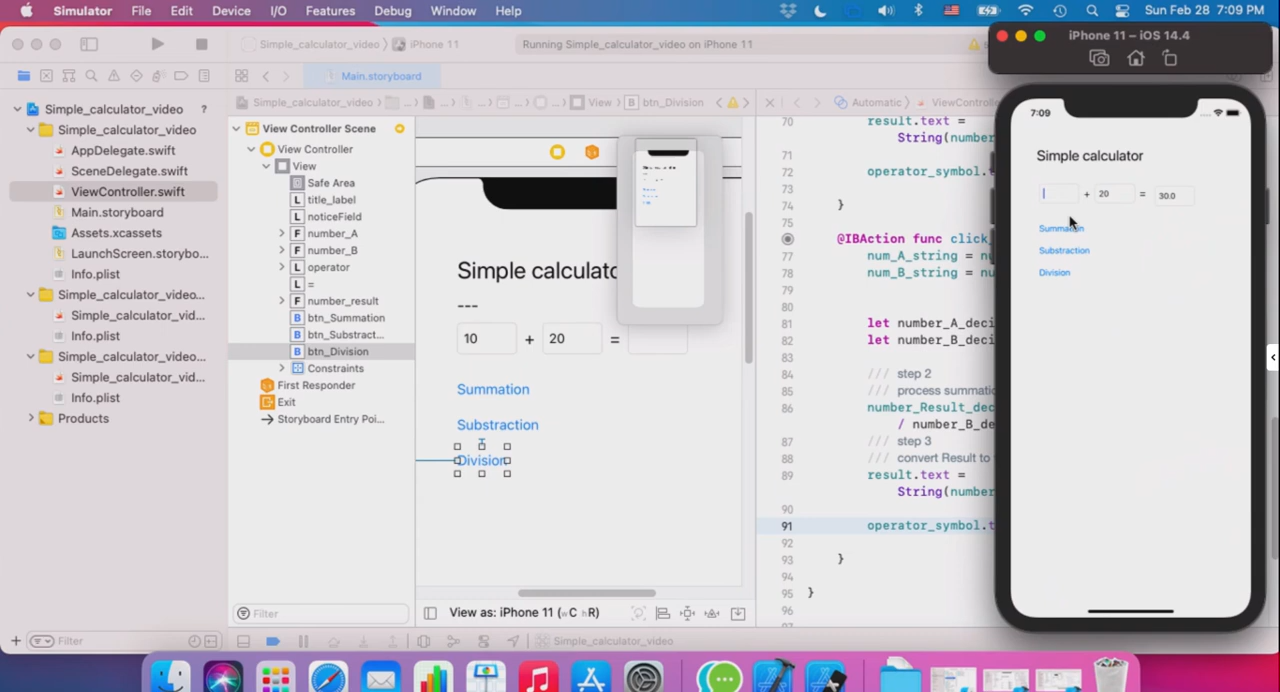 Simulator File Edit Device I/O Features Debug Window Help Sun Feb 28 7:09 PM
Simple_calculator_video iPhone 11 Running Simple_calculator_video on iPhone 11
Main.storyboard
Simple_calculator_video ... ... ... ... View B btn_Division Automatic ViewController
Simple_calculator_video ?
Simple_calculator_video
AppDelegate.swift
SceneDelegate.swift
ViewController.swift
Main.storyboard
Assets.xcassets
LaunchScreen.storybo...
Info.plist
Simple_calculator_video...
Simple_calculator_vid...
Info.plist
Simple_calculator_video...
Simple_calculator_vid...
Info.plist
Products
Filter
View Controller Scene
View Controller
View
Safe Area
L title_label
L noticeField
F number_A
F number_B
L operator
L =
F number_result
B btn_Summation
B btn_Substract...
B btn_Division
Constraints
First Responder
Exit
Storyboard Entry Poi...
Filter
Simple calculato
---
10 + 20 =
Summation
Substraction
Division
View as: iPhone 11 (wC hR)
Simple_calculator_video
70 result.text =
String(number
71
72 operator_symbol.t
73
74 }
75
@IBAction func click_
77 num_A_string = n
78 num_B_string = n
79
80
81 let number_A_deci
82 let number_B_deci
83
84 /// step 2
85 /// process summatio
86 number_Result_dec
/ number_B_de
87 /// step 3
88 /// convert Result to
89 result.text =
String(number
90
91 operator_symbol.t
92
93 }
94
95 }
96
iPhone 11 – iOS 14.4
7:09
Simple calculator
+ 20 = 30.0
Summation
Substraction
Division